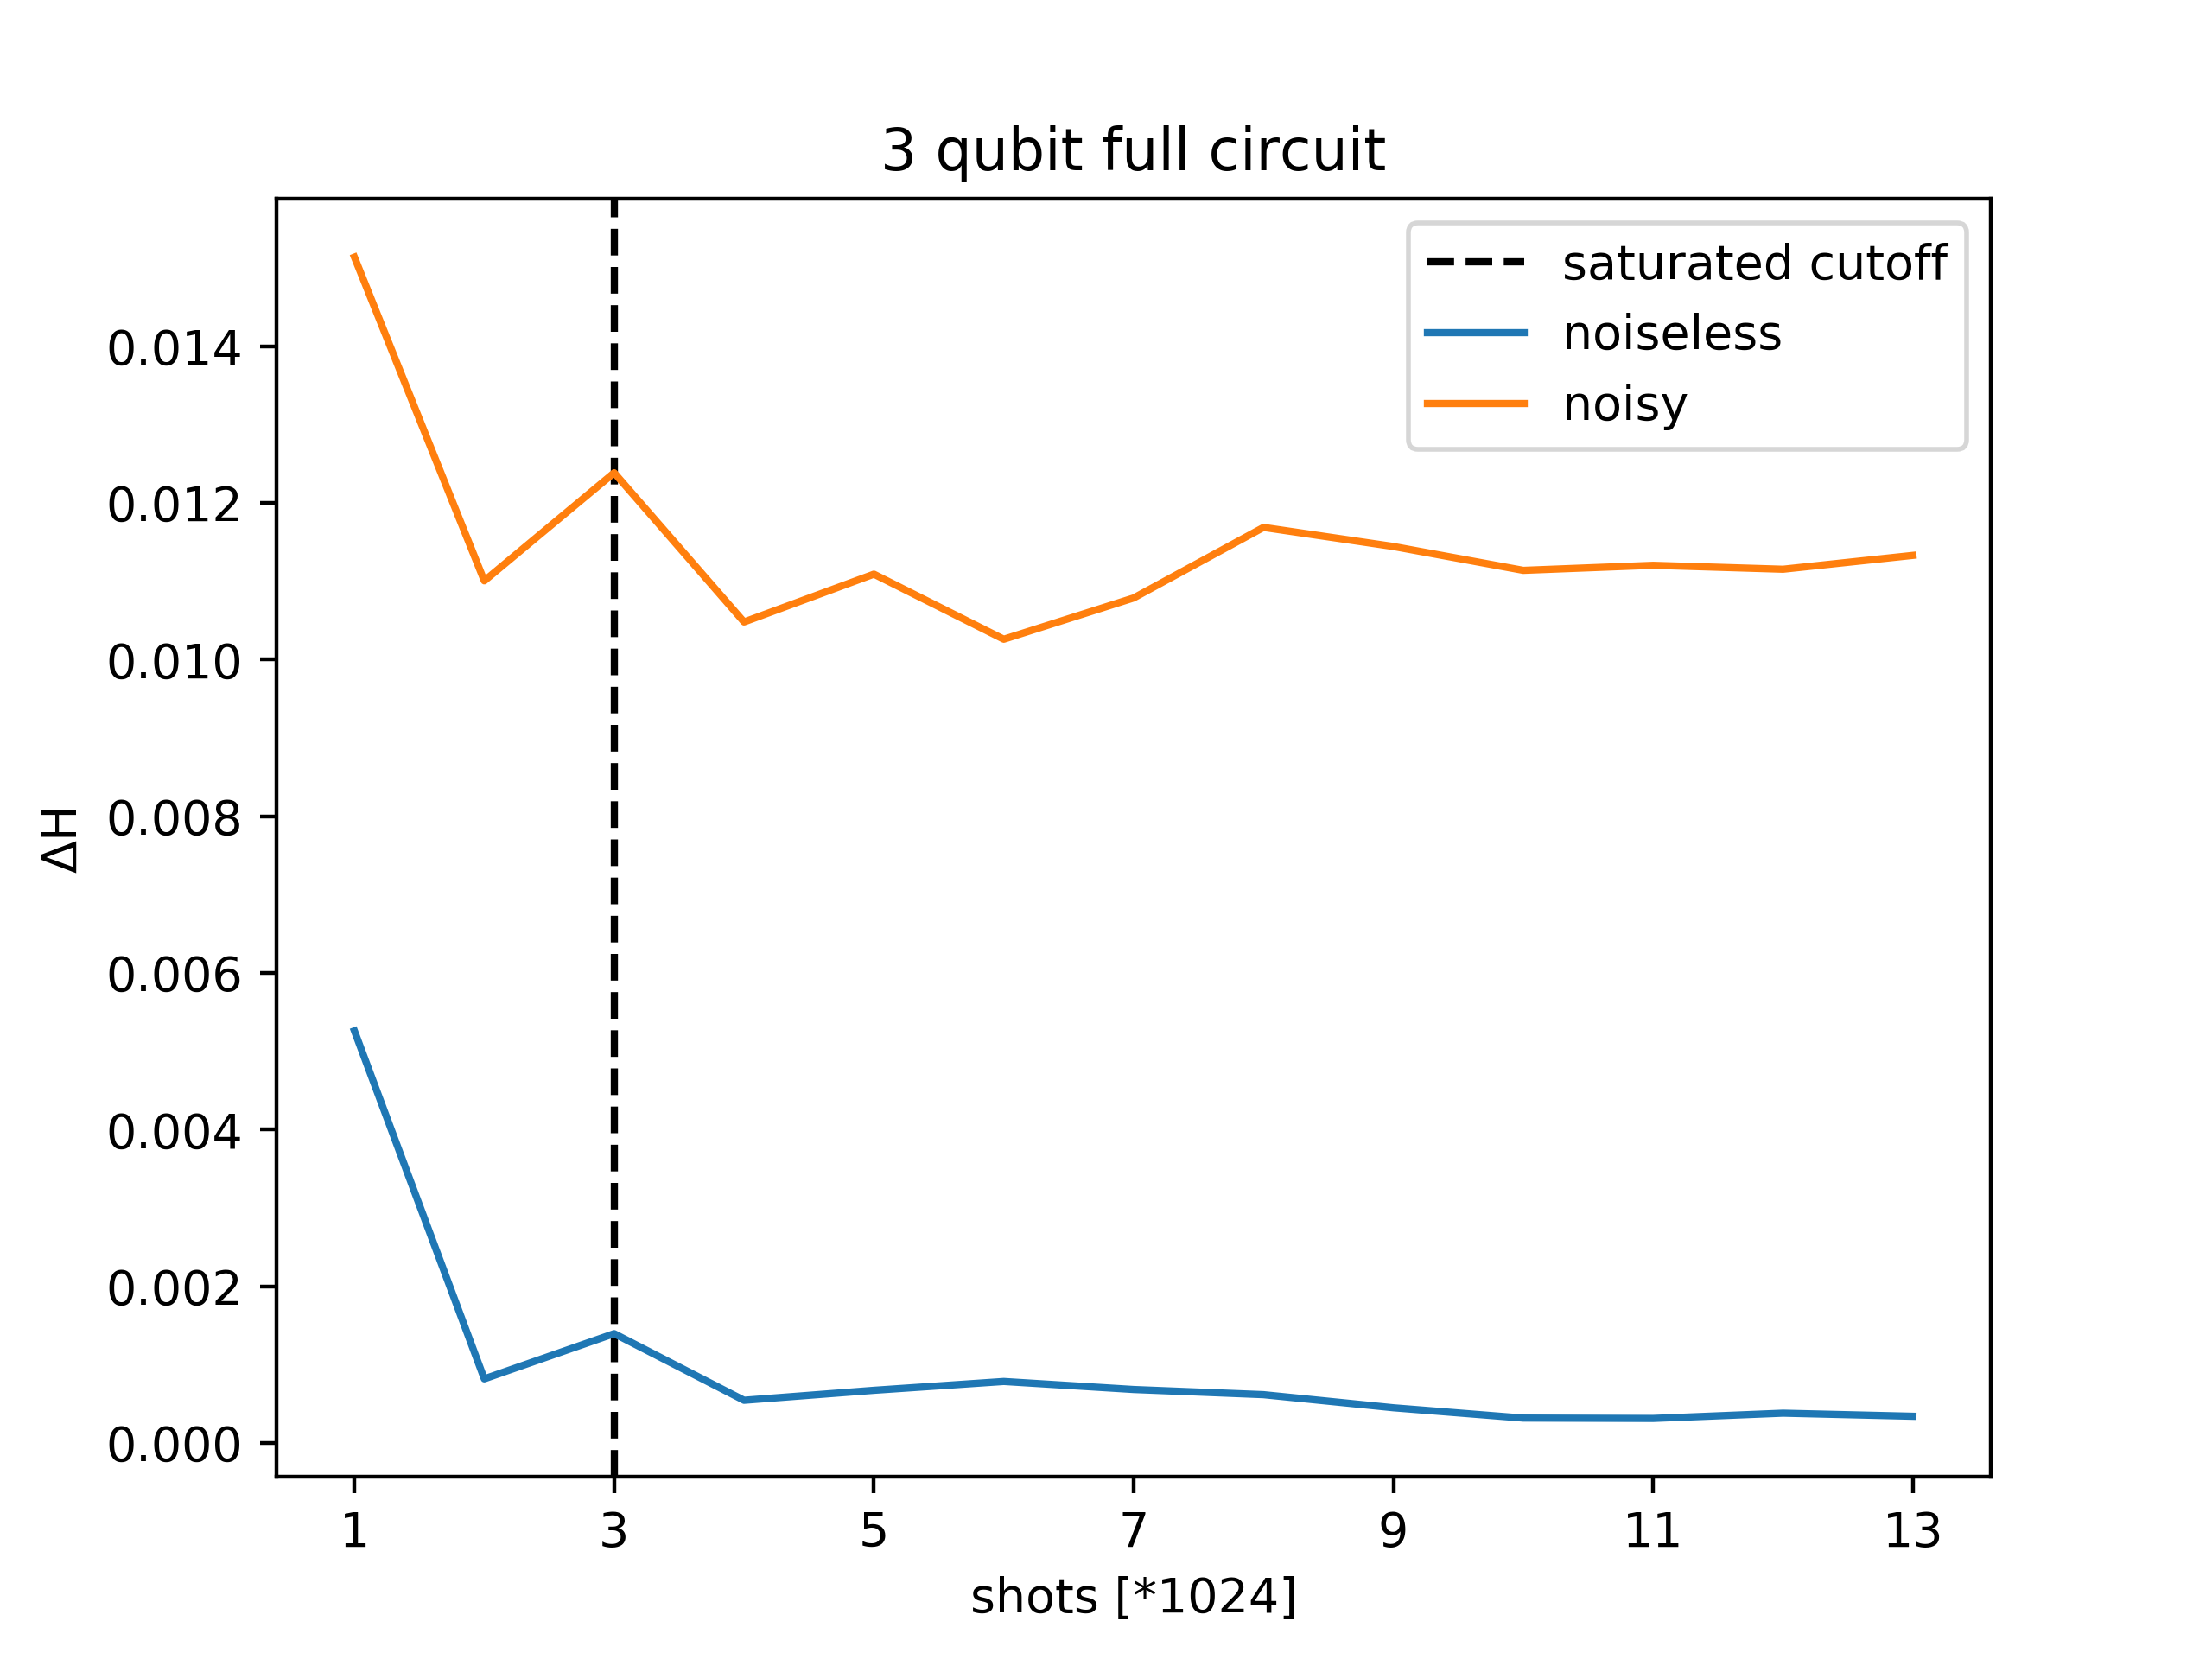 3 qubit full circuit
saturated cutoff
noiseless
noisy
0.014
0.012
0.010
0.008
0.006
0.004
0.002
0.000
ΔH
1 3 5 7 9 11 13
shots [*1024]